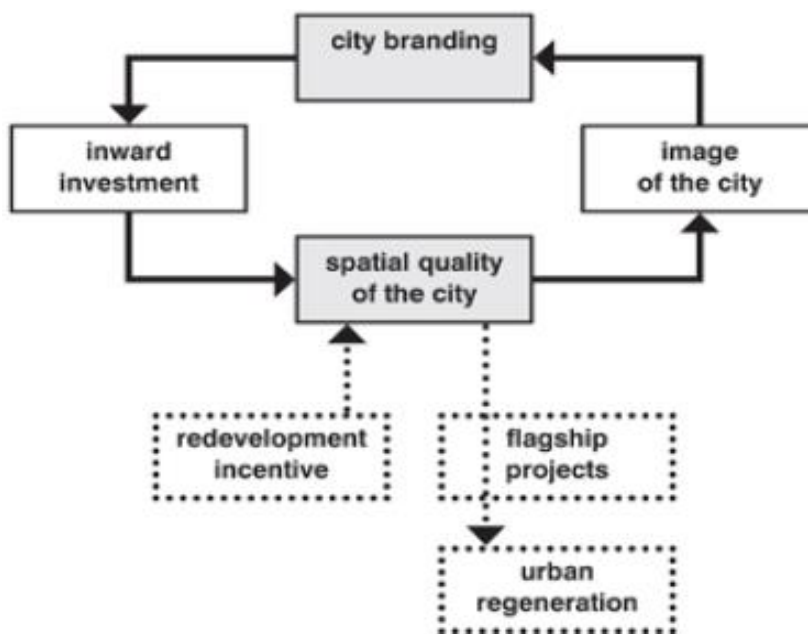 city branding
inward
investment
image
of the city
spatial quality
of the city
redevelopment
incentive
flagship
projects
urban
regeneration